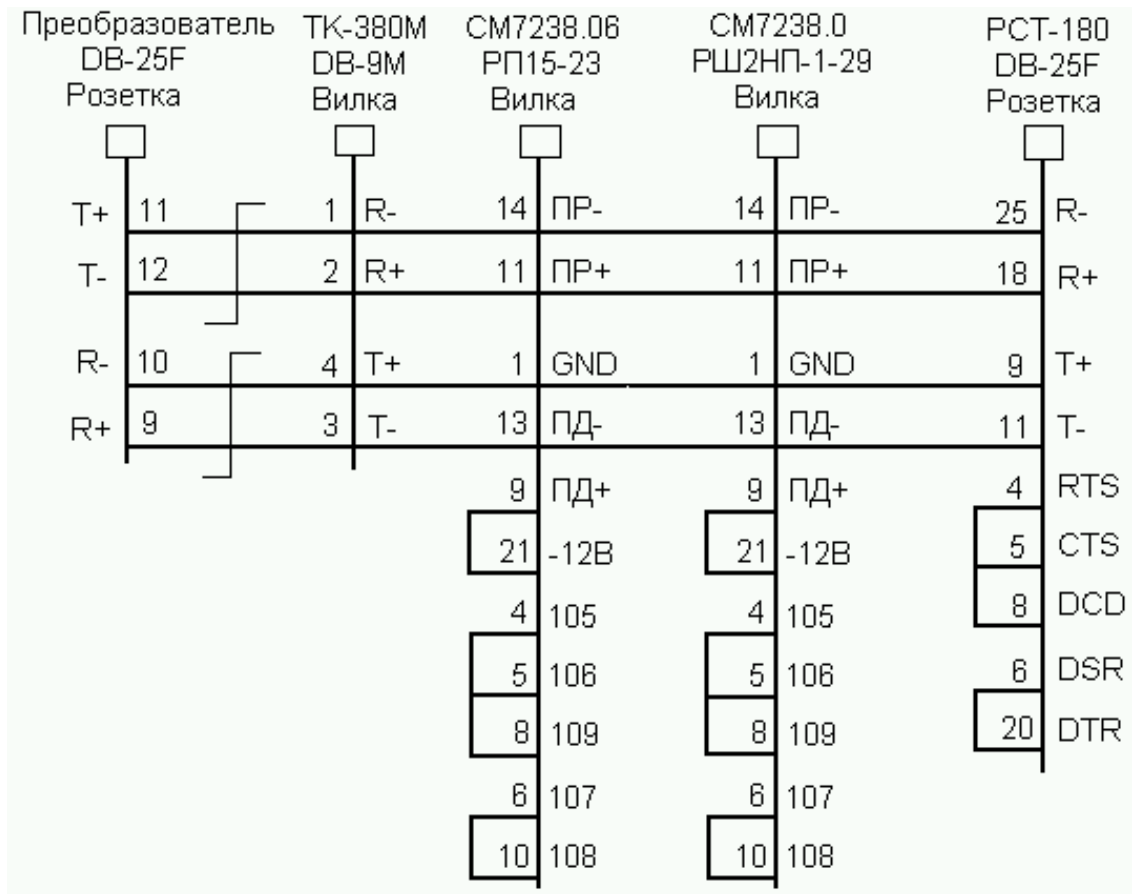 Преобразователь TK-380M CM7238.06 CM7238.0 PCT-180
DB-25F DB-9M РП15-23 РШ2НП-1-29 DB-25F
Розетка Вилка Вилка Вилка Розетка
T+ 11 1 R- 14 ПР- 14 ПР- 25 R-
T- 12 2 R+ 11 ПР+ 11 ПР+ 18 R+
R- 10 4 T+ 1 GND 1 GND 9 T+
R+ 9 3 T- 13 ПД- 13 ПД- 11 T-
9 ПД+ 9 ПД+ 4 RTS
21 -12В 21 -12В 5 CTS
4 105 4 105 8 DCD
5 106 5 106 6 DSR
8 109 8 109 20 DTR
6 107 6 107
10 108 10 108